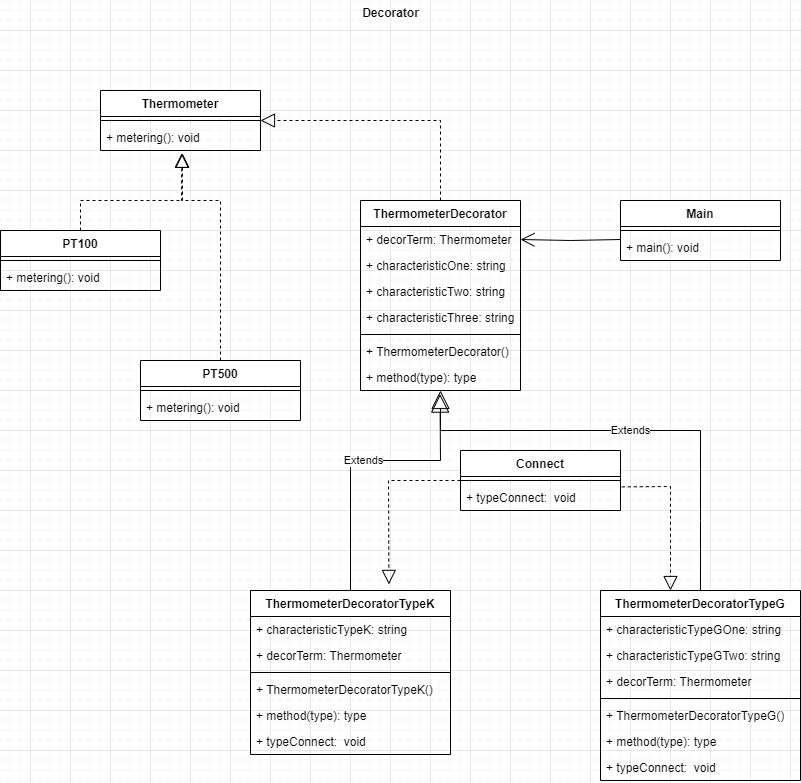 Decorator
Thermometer
+ metering(): void
PT100
+ metering(): void
PT500
+ metering(): void
ThermometerDecorator
+ decorTerm: Thermometer
+ characteristicOne: string
+ characteristicTwo: string
+ characteristicThree: string
+ ThermometerDecorator()
+ method(type): type
Main
+ main(): void
Extends
Extends
Connect
+ typeConnect:  void
ThermometerDecoratorTypeK
+ characteristicTypeK: string
+ decorTerm: Thermometer
+ ThermometerDecoratorTypeK()
+ method(type): type
+ typeConnect:  void
ThermometerDecoratorTypeG
+ characteristicTypeGOne: string
+ characteristicTypeGTwo: string
+ decorTerm: Thermometer
+ ThermometerDecoratorTypeG()
+ method(type): type
+ typeConnect:  void